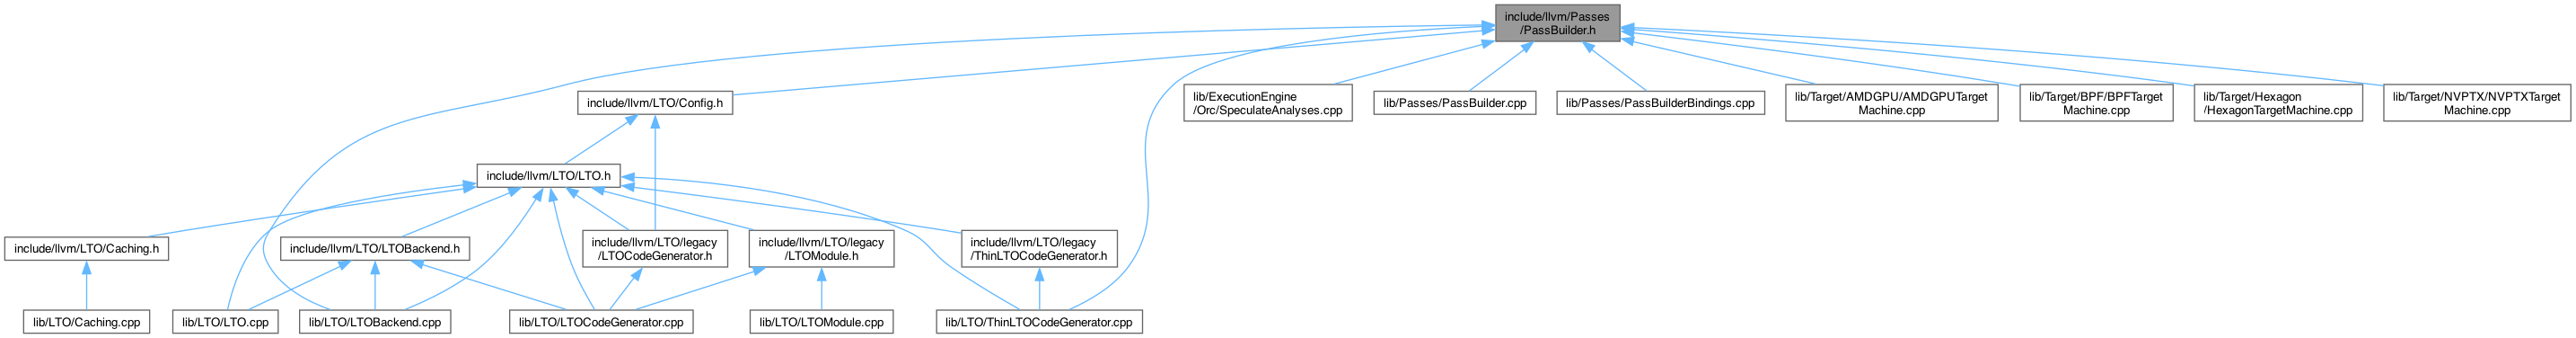 include/llvm/Passes
/PassBuilder.h
include/llvm/LTO/Config.h
lib/ExecutionEngine
/Orc/SpeculateAnalyses.cpp
lib/Passes/PassBuilder.cpp
lib/Passes/PassBuilderBindings.cpp
lib/Target/AMDGPU/AMDGPUTarget
Machine.cpp
lib/Target/BPF/BPFTarget
Machine.cpp
lib/Target/Hexagon
/HexagonTargetMachine.cpp
lib/Target/NVPTX/NVPTXTarget
Machine.cpp
include/llvm/LTO/LTO.h
include/llvm/LTO/Caching.h
include/llvm/LTO/LTOBackend.h
include/llvm/LTO/legacy
/LTOCodeGenerator.h
include/llvm/LTO/legacy
/LTOModule.h
include/llvm/LTO/legacy
/ThinLTOCodeGenerator.h
lib/LTO/Caching.cpp
lib/LTO/LTO.cpp
lib/LTO/LTOBackend.cpp
lib/LTO/LTOCodeGenerator.cpp
lib/LTO/LTOModule.cpp
lib/LTO/ThinLTOCodeGenerator.cpp